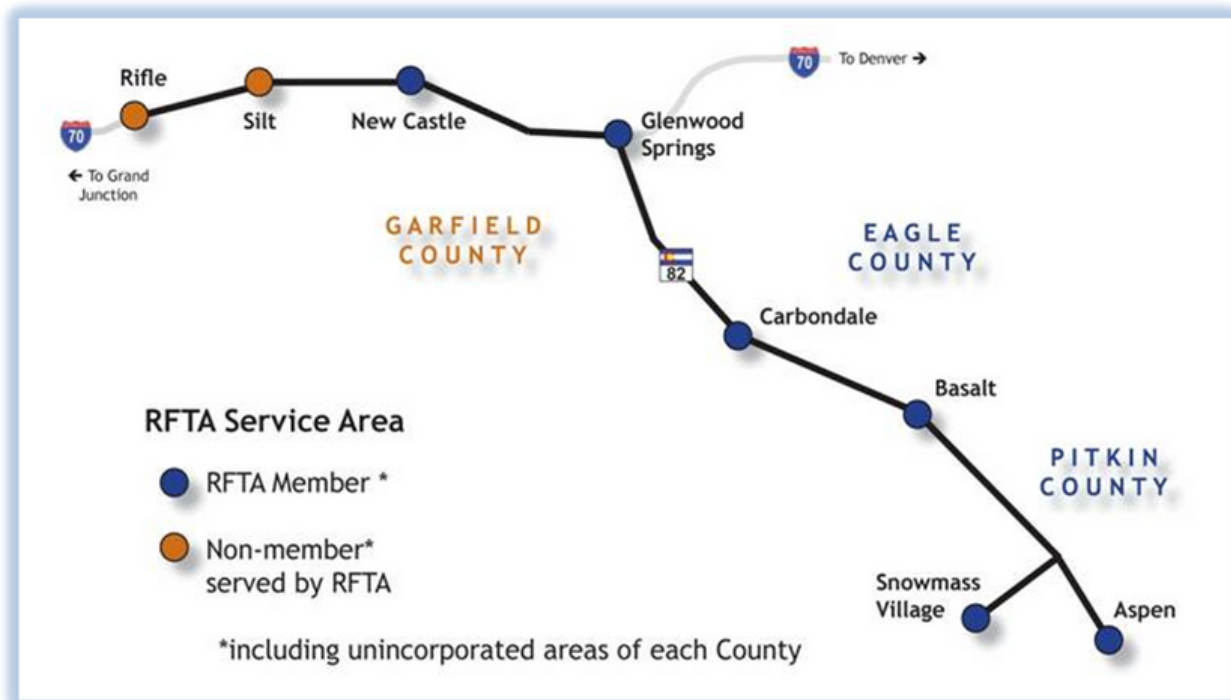 Rifle
Silt
New Castle
Glenwood
Springs
70
To Denver →
70
← To Grand
Junction
GARFIELD
COUNTY
EAGLE
COUNTY
82
Carbondale
Basalt
PITKIN
COUNTY
Snowmass
Village
Aspen
RFTA Service Area
RFTA Member *
Non-member*
served by RFTA
*including unincorporated areas of each County